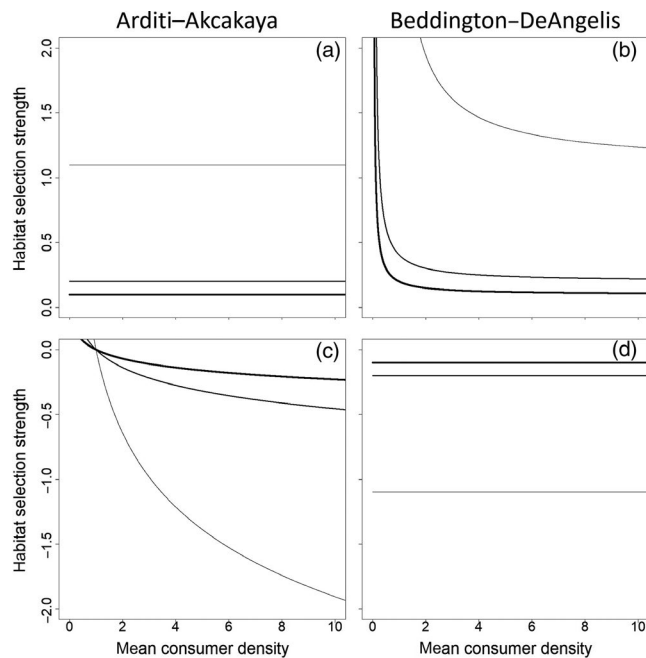 Arditi–Akcakaya
Beddington–DeAngelis
(a)
(b)
Habitat selection strength
2.0
1.5
1.0
0.5
0.0
(c)
(d)
Habitat selection strength
0.0
−0.5
−1.0
−1.5
−2.0
0 2 4 6 8 10
0 2 4 6 8 10
Mean consumer density
Mean consumer density